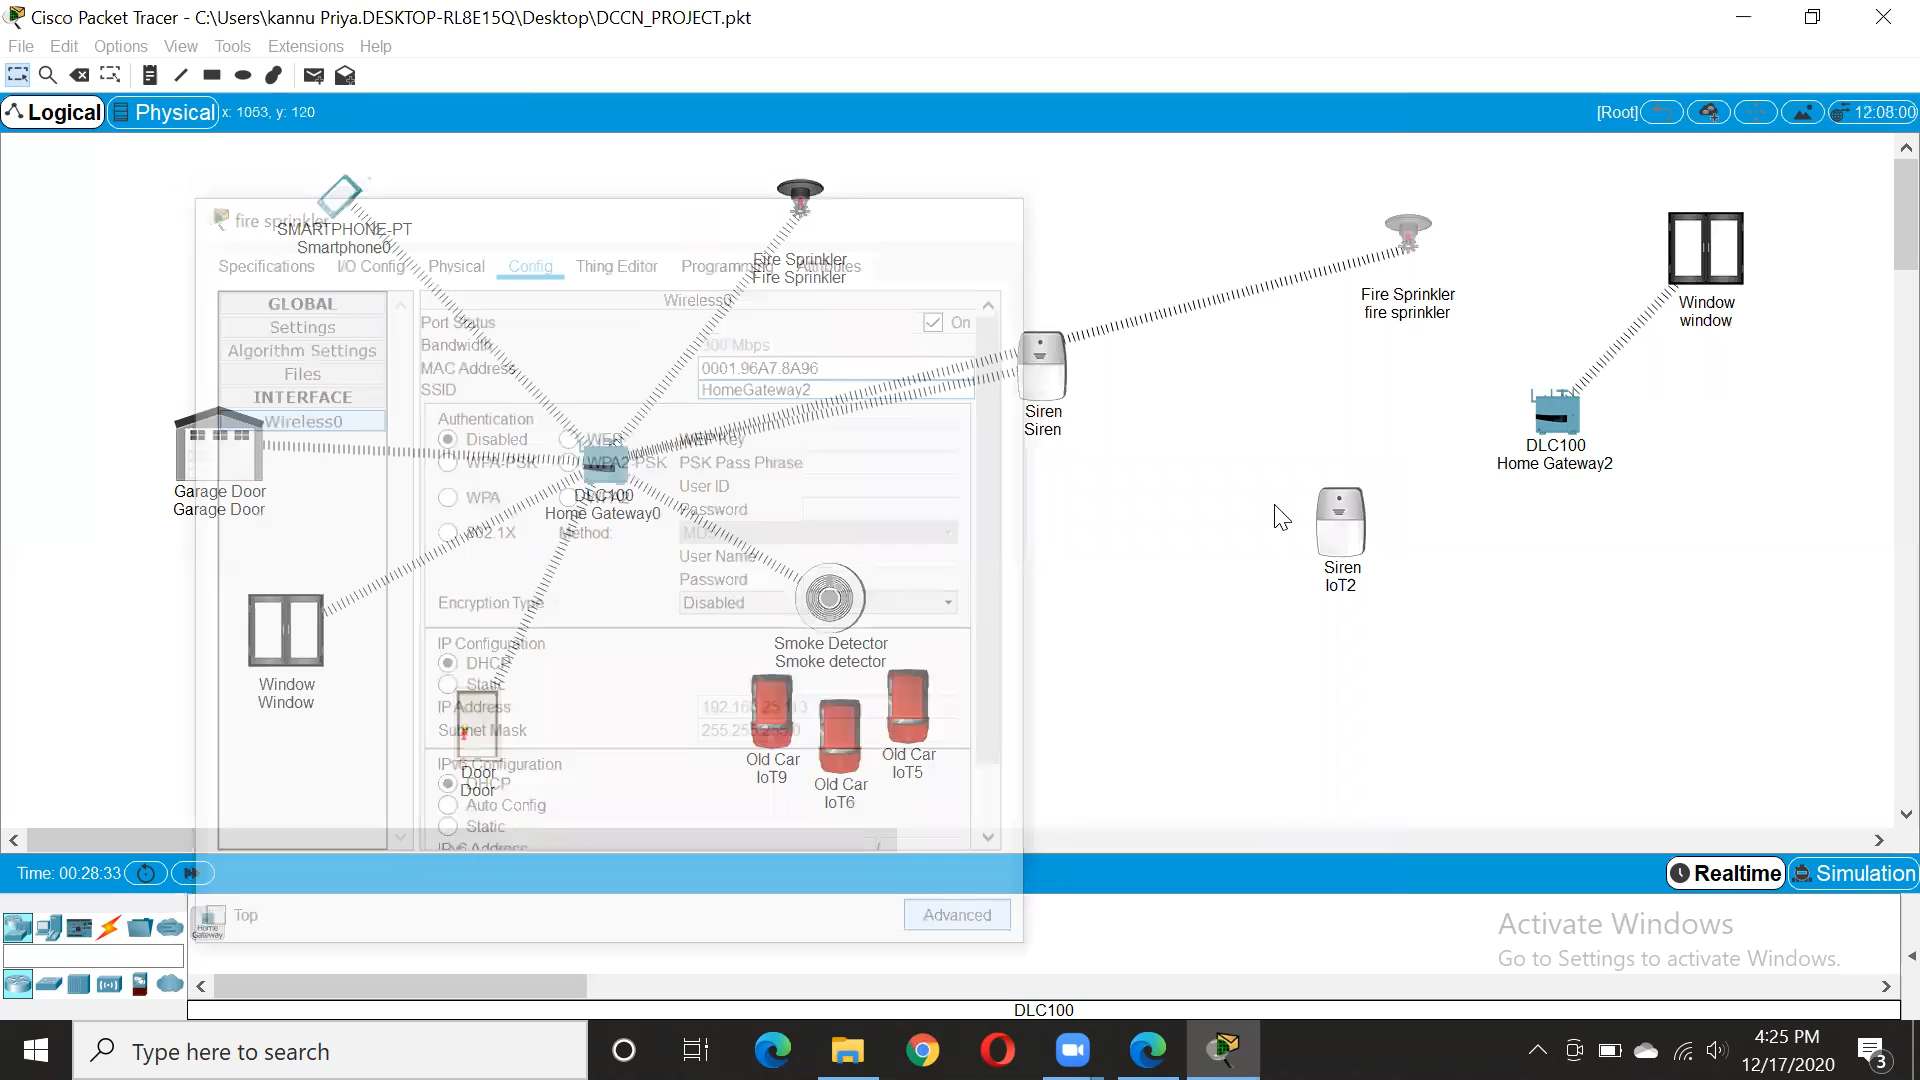 Cisco Packet Tracer - C:\Users\kannu Priya.DESKTOP-RL8E15Q\Desktop\DCCN_PROJECT.pkt
File Edit Options View Tools Extensions Help
Logical Physical x: 1053, y: 120 [Root] 12:08:00
fire sprinkler
SMARTPHONE-PT
Smartphone0
Fire Sprinkler
Fire Sprinkler
Specifications I/O Config Physical Config Thing Editor Programming Attributes
GLOBAL
Settings
Algorithm Settings
Files
INTERFACE
Wireless0
Wireless0
Port Status On
Bandwidth 300 Mbps
MAC Address 0001.96A7.8A96
SSID HomeGateway2
Authentication
Disabled WEP WEP Key
WPA-PSK WPA2-PSK PSK Pass Phrase
User ID
WPA Password
802.1X Method:
User Name
Password
Encryption Type Disabled
IP Configuration
DHCP
Static
IP Address
Subnet Mask
IPv6 Configuration
DHCP
Auto Config
Static
IPv6 Address /
Top Advanced
Garage Door
Garage Door
DLC100
Home Gateway0
Window
Window
Door
Door
Smoke Detector
Smoke detector
Old Car
IoT9
Old Car
IoT6
Old Car
IoT5
Siren
Siren
Fire Sprinkler
fire sprinkler
Window
window
DLC100
Home Gateway2
Siren
IoT2
Time: 00:28:33 Realtime Simulation
Home
Gateway
Activate Windows
Go to Settings to activate Windows.
DLC100
Type here to search
4:25 PM
12/17/2020
3